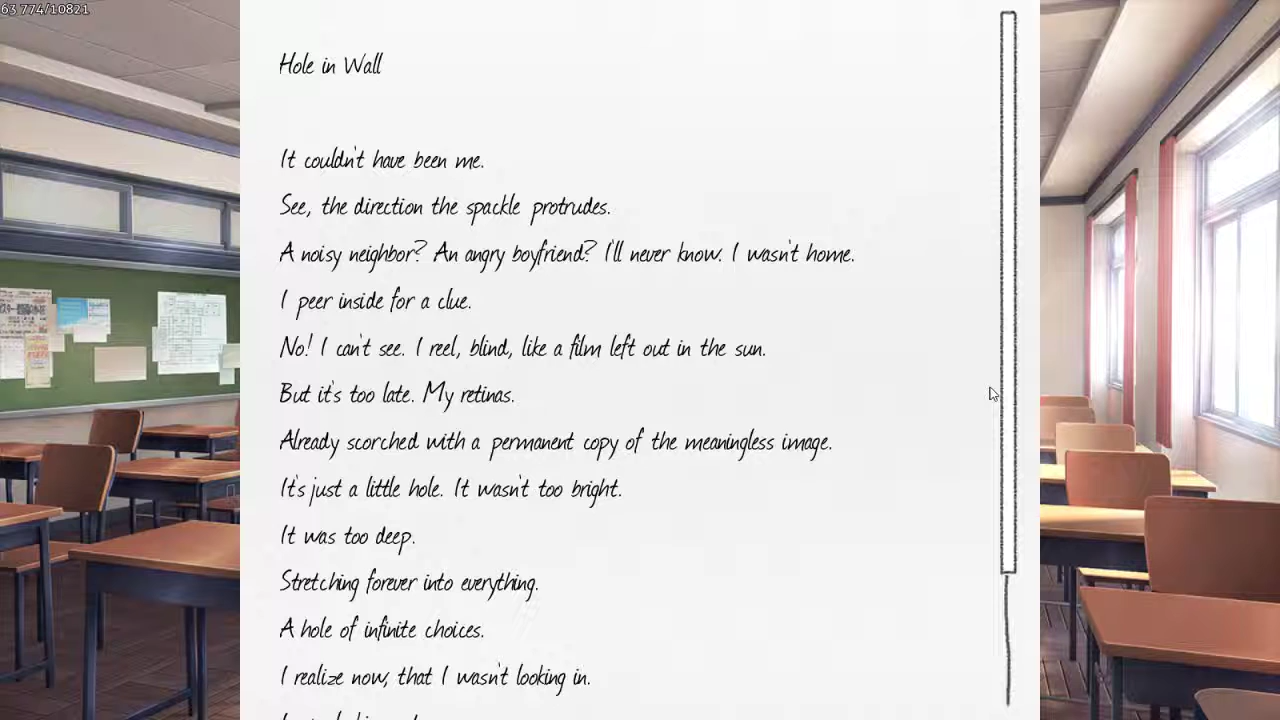 63 774/10821
Hole in Wall
It couldn't have been me.
See, the direction the spackle protrudes.
A noisy neighbor? An angry boyfriend? I'll never know. I wasn't home.
I peer inside for a clue.
No! I can't see. I reel, blind, like a film left out in the sun.
But it's too late. My retinas.
Already scorched with a permanent copy of the meaningless image.
It's just a little hole. It wasn't too bright.
It was too deep.
Stretching forever into everything.
A hole of infinite choices.
I realize now, that I wasn't looking in.